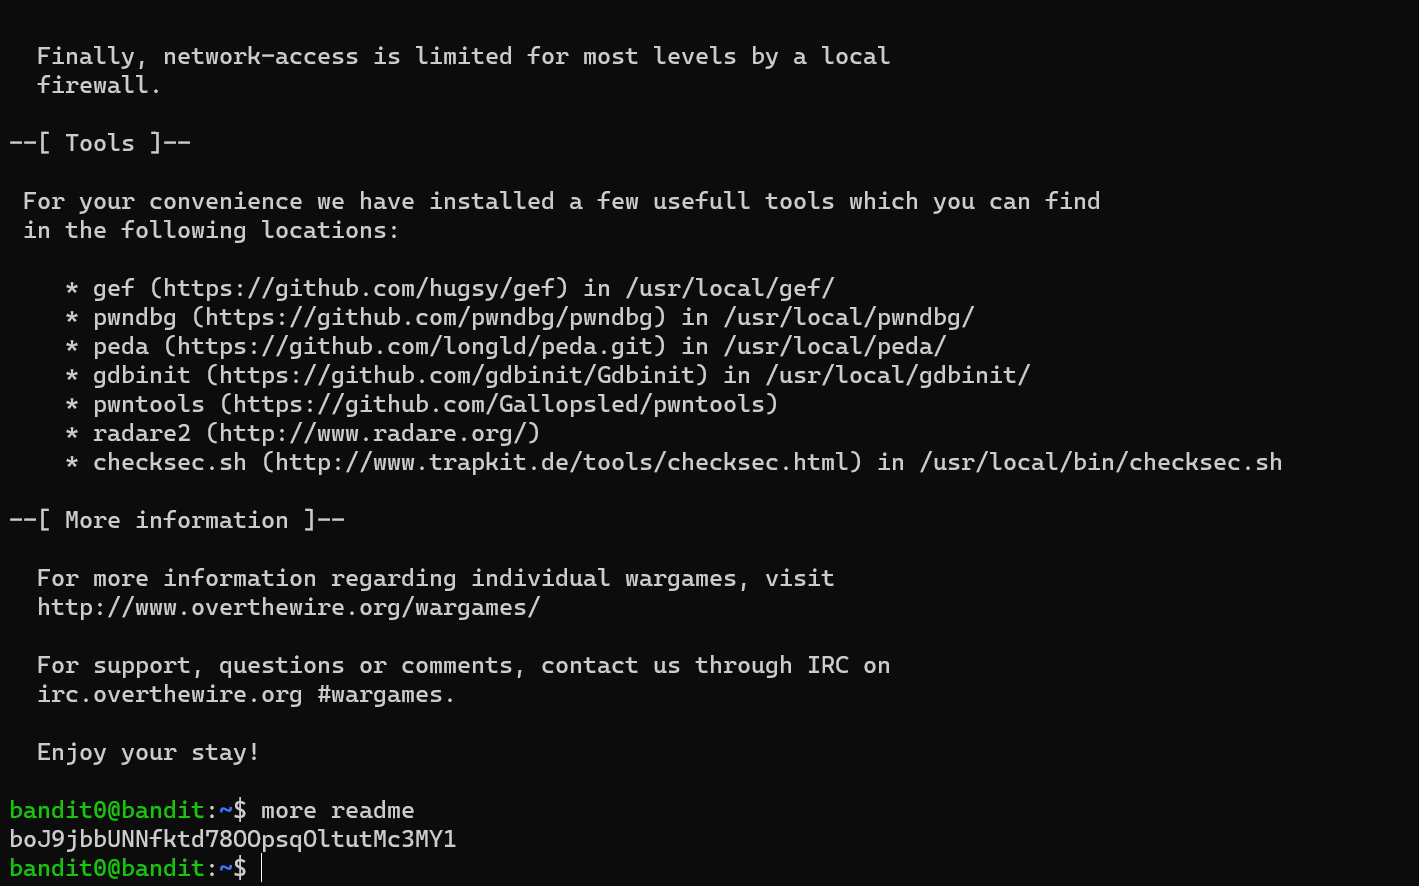 Finally, network-access is limited for most levels by a local
firewall.
--[ Tools ]--
For your convenience we have installed a few usefull tools which you can find
in the following locations:
* gef (https://github.com/hugsy/gef) in /usr/local/gef/
* pwndbg (https://github.com/pwndbg/pwndbg) in /usr/local/pwndbg/
* peda (https://github.com/longld/peda.git) in /usr/local/peda/
* gdbinit (https://github.com/gdbinit/Gdbinit) in /usr/local/gdbinit/
* pwntools (https://github.com/Gallopsled/pwntools)
* radare2 (http://www.radare.org/)
* checksec.sh (http://www.trapkit.de/tools/checksec.html) in /usr/local/bin/checksec.sh
--[ More information ]--
For more information regarding individual wargames, visit
http://www.overthewire.org/wargames/
For support, questions or comments, contact us through IRC on
irc.overthewire.org #wargames.
Enjoy your stay!
bandit0@bandit:~$ more readme
boJ9jbbUNNfktd78OOpsqOltutMc3MY1
bandit0@bandit:~$